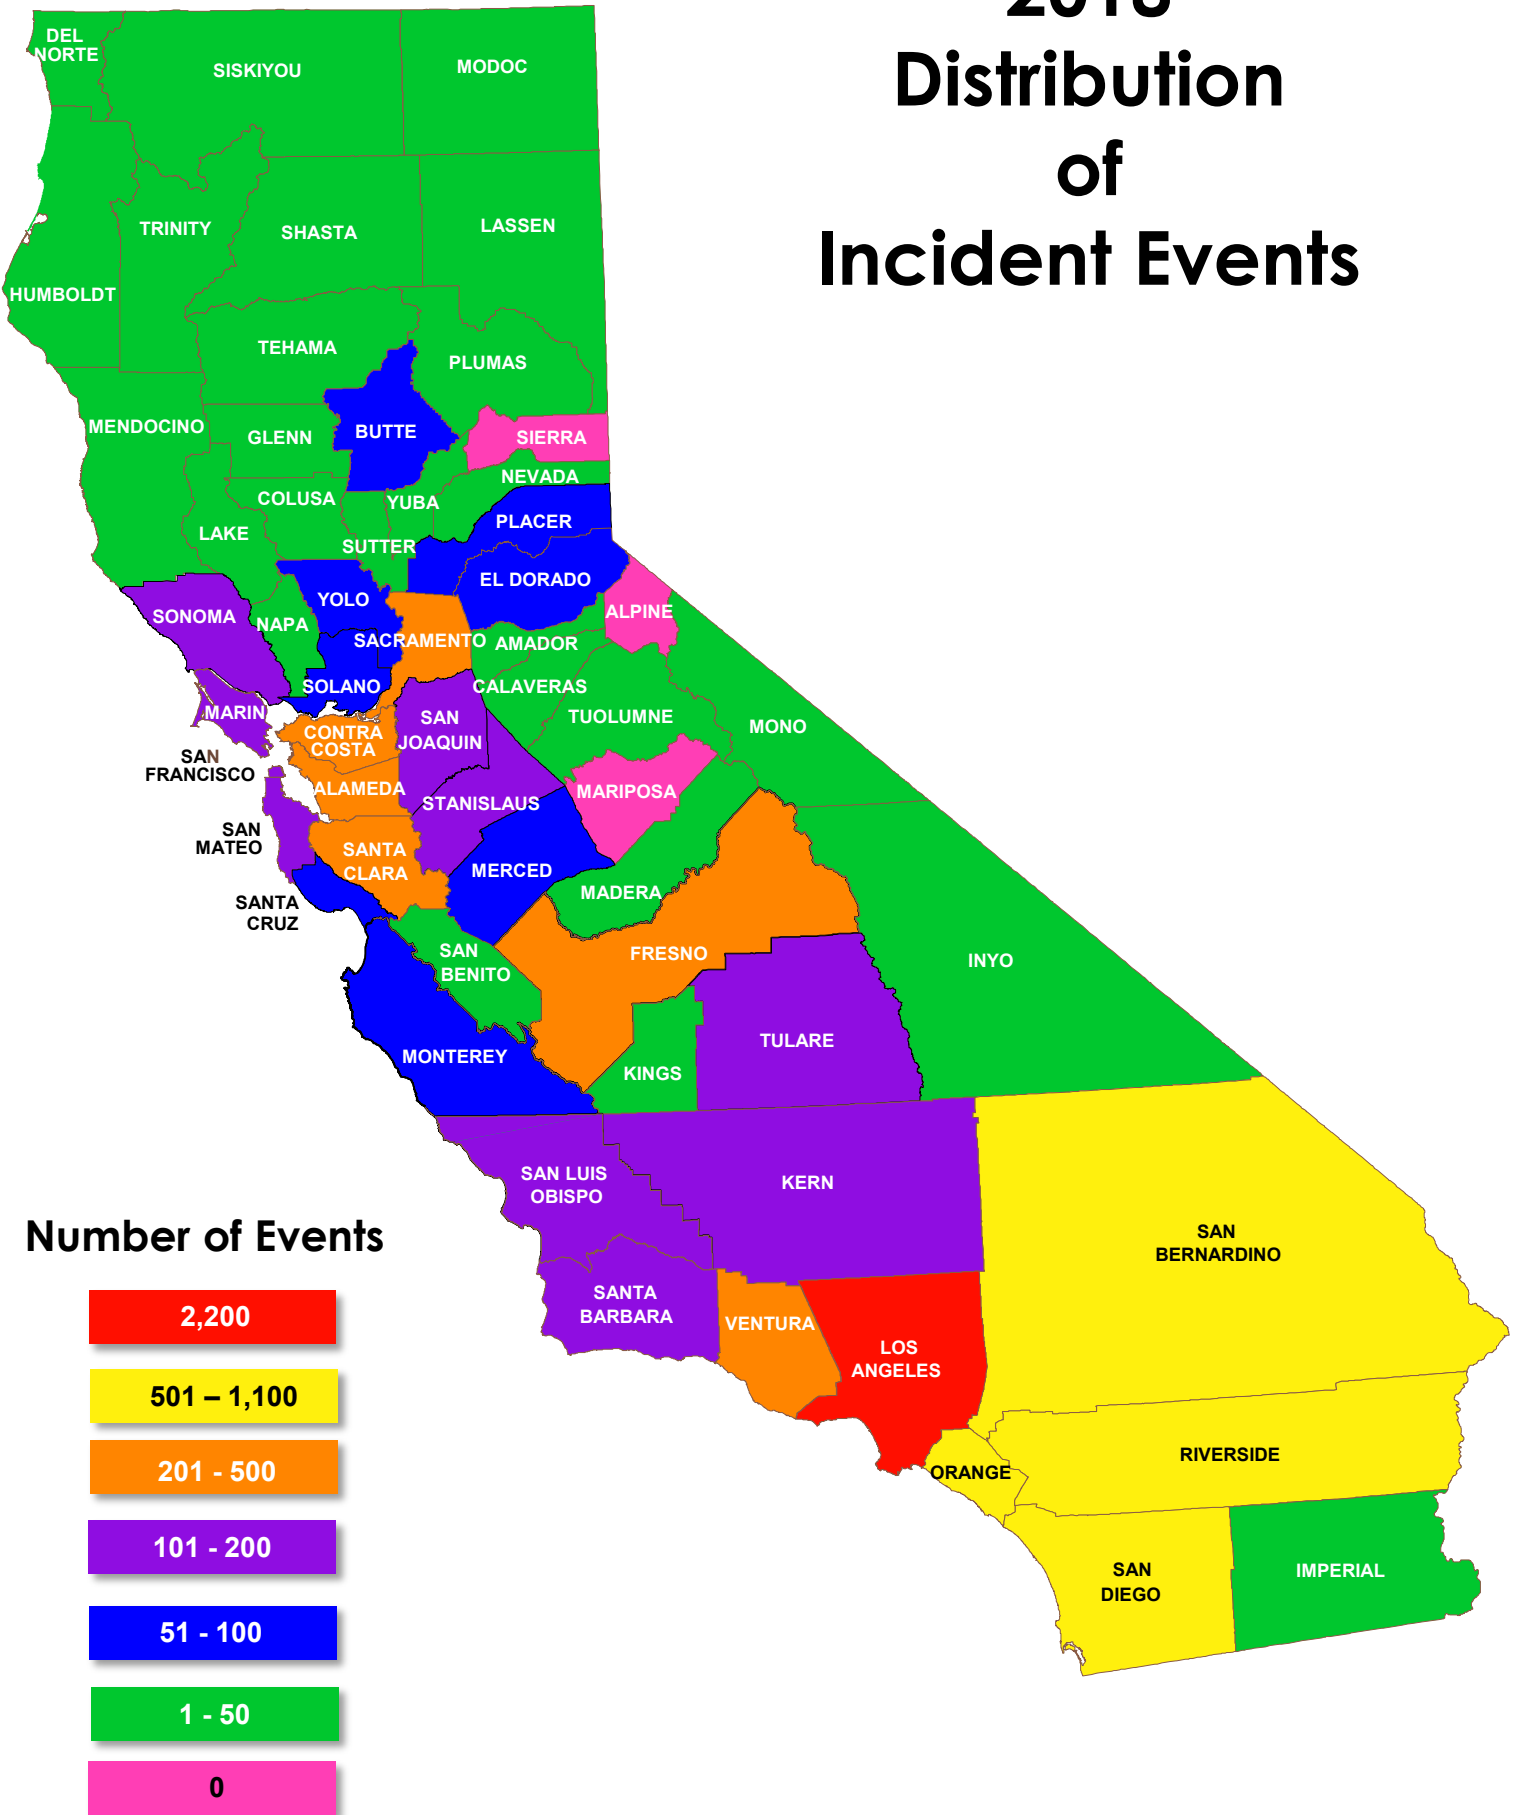 2018
Distribution
of
Incident Events
DEL
NORTE
SISKIYOU
MODOC
TRINITY
SHASTA
LASSEN
HUMBOLDT
TEHAMA
PLUMAS
MENDOCINO
GLENN
BUTTE
SIERRA
NEVADA
COLUSA
YUBA
PLACER
LAKE
SUTTER
EL DORADO
YOLO
SONOMA
NAPA
ALPINE
SACRAMENTO
AMADOR
SOLANO
CALAVERAS
MARIN
SAN
JOAQUIN
TUOLUMNE
MONO
CONTRA
COSTA
SAN
FRANCISCO
ALAMEDA
STANISLAUS
MARIPOSA
SAN
MATEO
SANTA
CLARA
MERCED
MADERA
SANTA
CRUZ
SAN
BENITO
FRESNO
INYO
MONTEREY
KINGS
TULARE
SAN LUIS
OBISPO
KERN
SAN
BERNARDINO
SANTA
BARBARA
VENTURA
LOS
ANGELES
ORANGE
RIVERSIDE
SAN
DIEGO
IMPERIAL
Number of Events
2,200
501 – 1,100
201 - 500
101 - 200
51 - 100
1 - 50
0